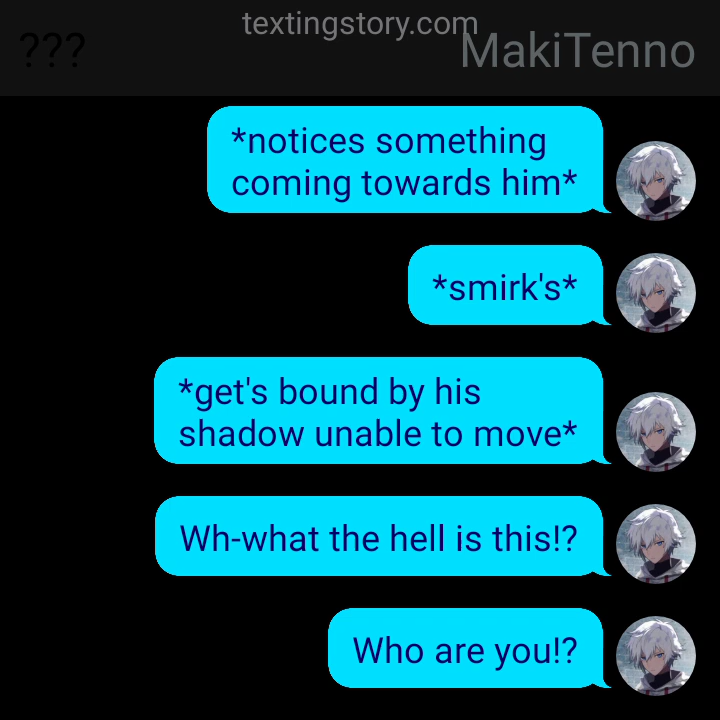 textingstory.com
??? MakiTenno
*notices something
coming towards him*
*smirk's*
*get's bound by his
shadow unable to move*
Wh-what the hell is this!?
Who are you!?